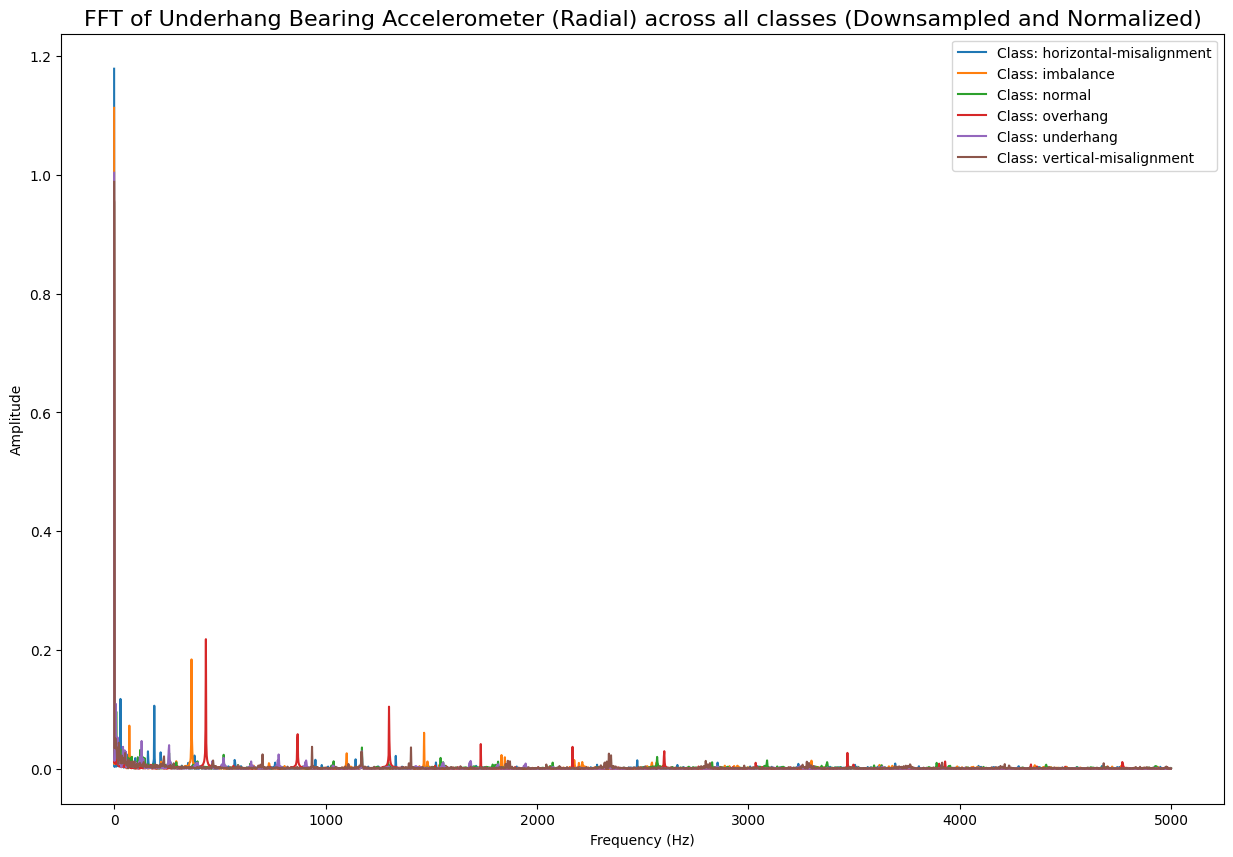 FFT of Underhang Bearing Accelerometer (Radial) across all classes (Downsampled and Normalized)
Class: horizontal-misalignment
Class: imbalance
Class: normal
Class: overhang
Class: underhang
Class: vertical-misalignment
1.2
1.0
0.8
0.6
0.4
0.2
0.0
Amplitude
0 1000 2000 3000 4000 5000
Frequency (Hz)